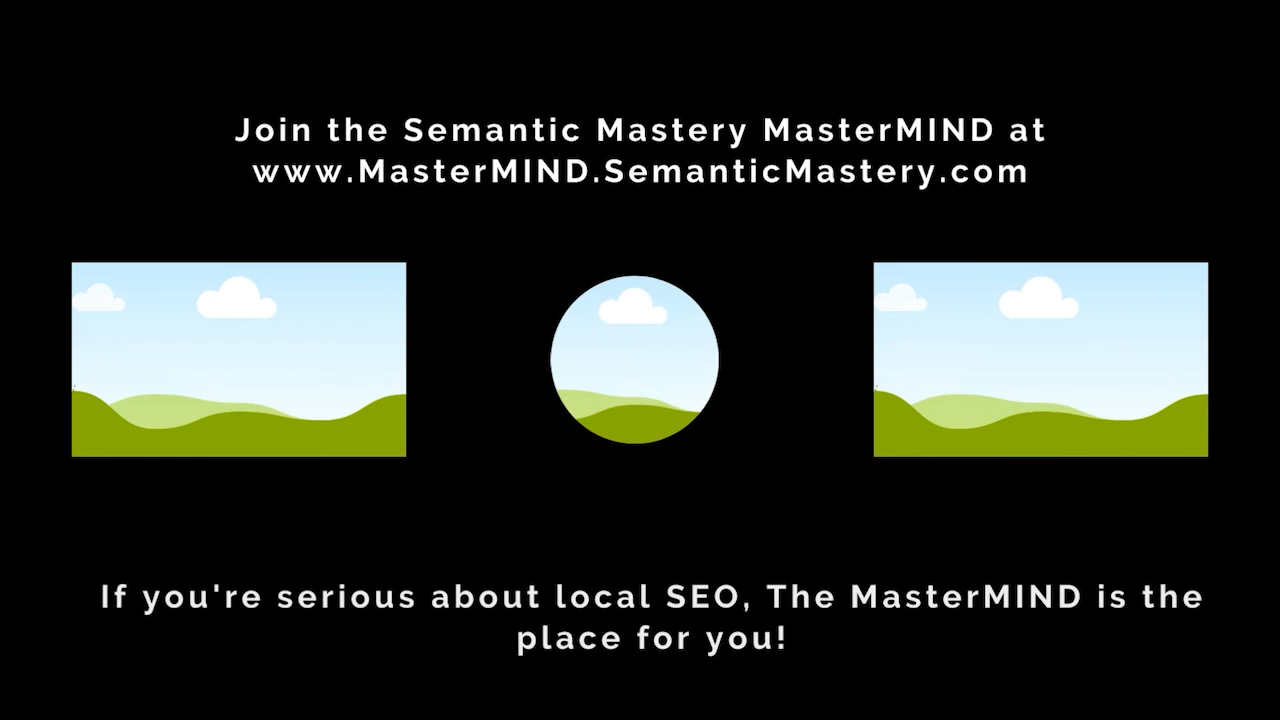 Join the Semantic Mastery MasterMIND at
www.MasterMIND.SemanticMastery.com
If you're serious about local SEO, The MasterMIND is the
place for you!